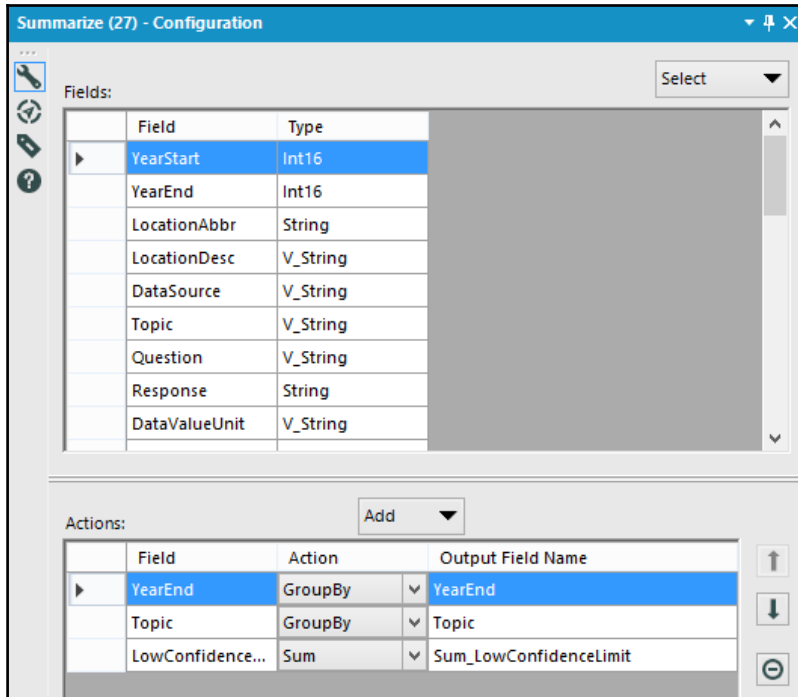 Summarize (27) - Configuration
Select
Fields:
Field Type
YearStart Int16
YearEnd Int16
LocationAbbr String
LocationDesc V_String
DataSource V_String
Topic V_String
Question V_String
Response String
DataValueUnit V_String
Add
Actions:
Field Action Output Field Name
YearEnd GroupBy YearEnd
Topic GroupBy Topic
LowConfidence... Sum Sum_LowConfidenceLimit